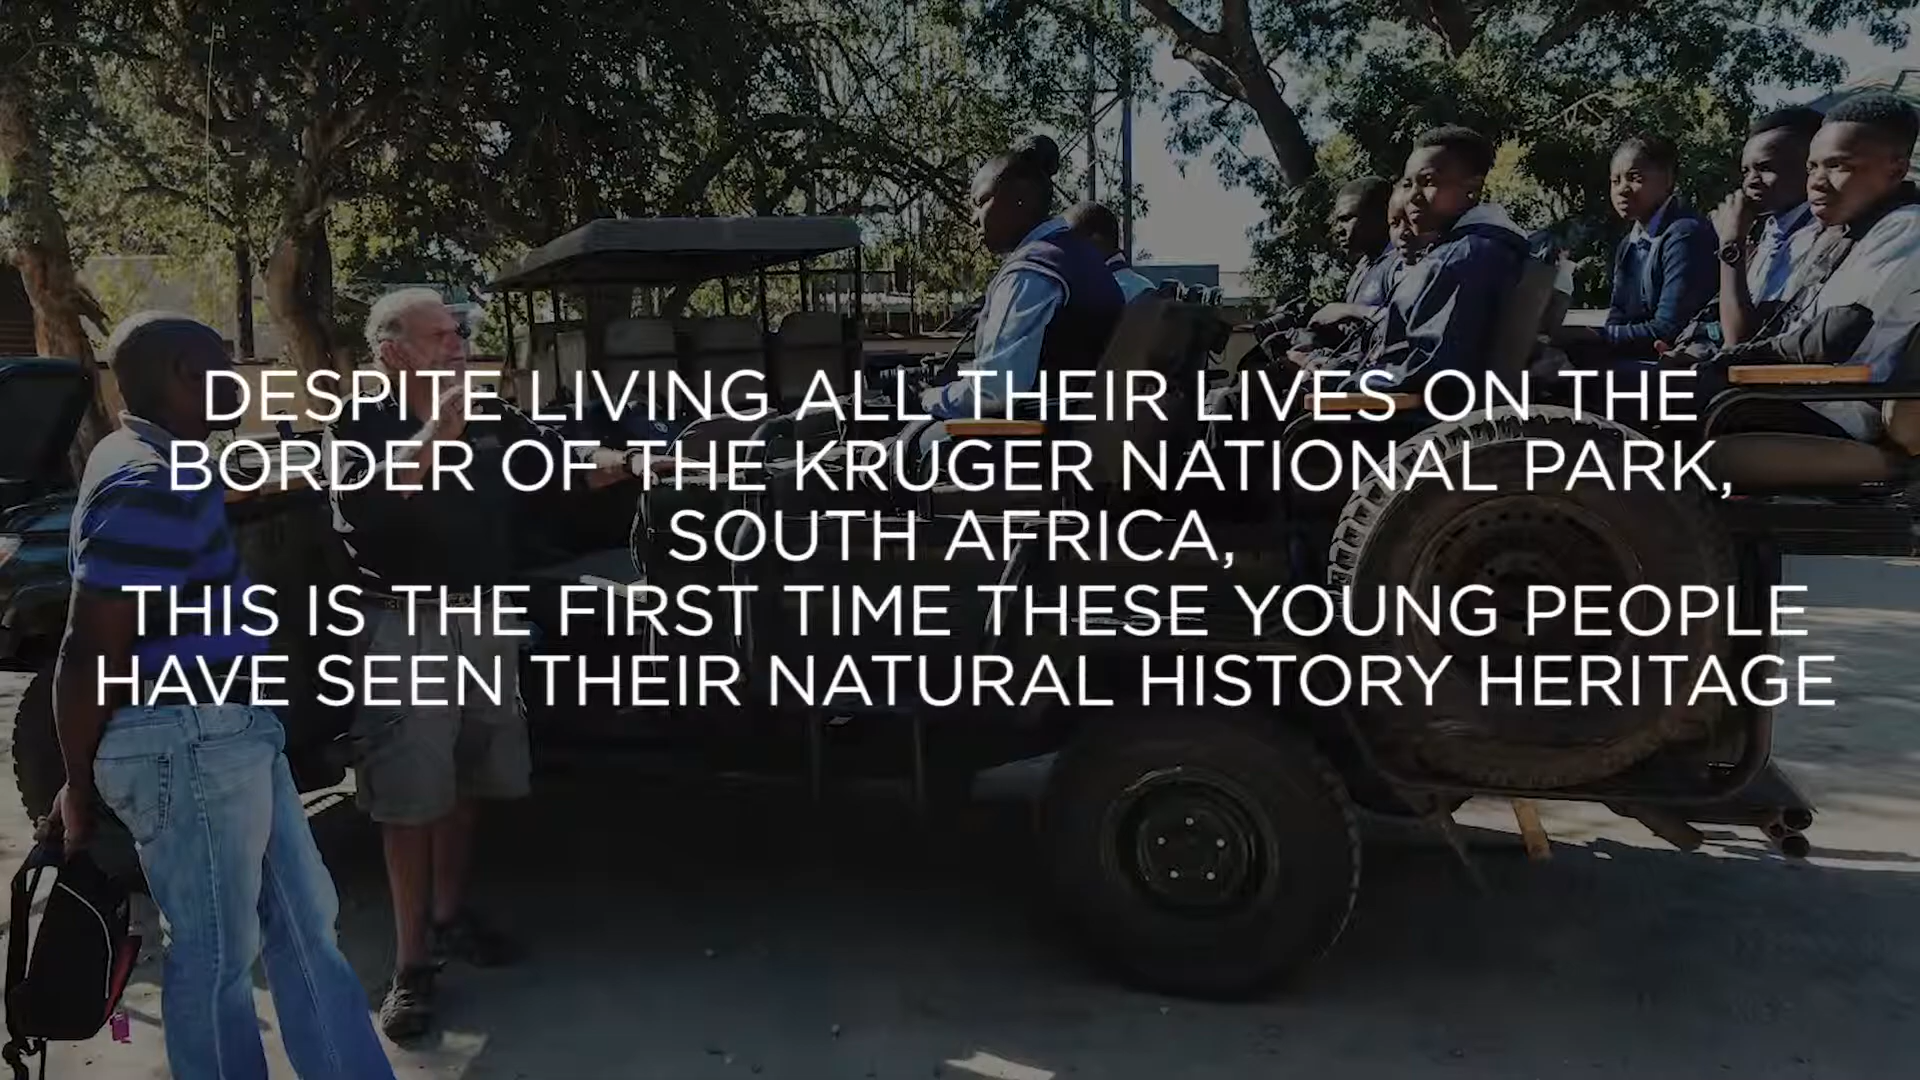 DESPITE LIVING ALL THEIR LIVES ON THE
BORDER OF THE KRUGER NATIONAL PARK,
SOUTH AFRICA,
THIS IS THE FIRST TIME THESE YOUNG PEOPLE
HAVE SEEN THEIR NATURAL HISTORY HERITAGE